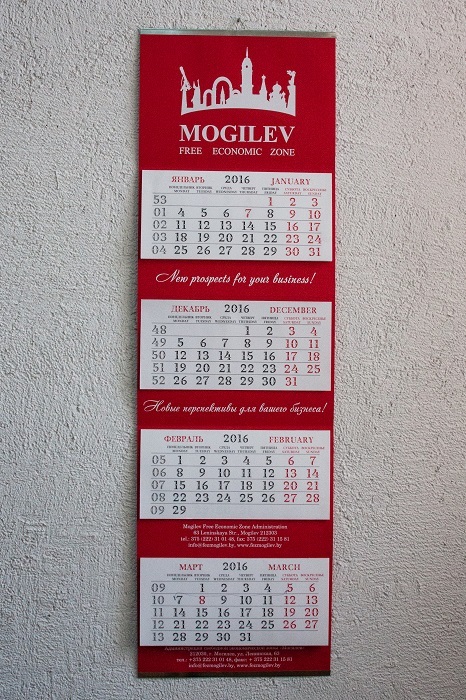 MOGILEV
FREE ECONOMIC ZONE
ЯНВАРЬ 2016 JANUARY
ПОНЕДЕЛЬНИК ВТОРНИК СРЕДА ЧЕТВЕРГ ПЯТНИЦА СУББОТА ВОСКРЕСЕНЬЕ
MONDAY TUESDAY WEDNESDAY THURSDAY FRIDAY SATURDAY SUNDAY
53 1 2 3
01 4 5 6 7 8 9 10
02 11 12 13 14 15 16 17
03 18 19 20 21 22 23 24
04 25 26 27 28 29 30 31
New prospects for your business!
ДЕКАБРЬ 2016 DECEMBER
ПОНЕДЕЛЬНИК ВТОРНИК СРЕДА ЧЕТВЕРГ ПЯТНИЦА СУББОТА ВОСКРЕСЕНЬЕ
MONDAY TUESDAY WEDNESDAY THURSDAY FRIDAY SATURDAY SUNDAY
48 1 2 3 4
49 5 6 7 8 9 10 11
50 12 13 14 15 16 17 18
51 19 20 21 22 23 24 25
52 26 27 28 29 30 31
Новые перспективы для вашего бизнеса!
ФЕВРАЛЬ 2016 FEBRUARY
ПОНЕДЕЛЬНИК ВТОРНИК СРЕДА ЧЕТВЕРГ ПЯТНИЦА СУББОТА ВОСКРЕСЕНЬЕ
MONDAY TUESDAY WEDNESDAY THURSDAY FRIDAY SATURDAY SUNDAY
05 1 2 3 4 5 6 7
06 8 9 10 11 12 13 14
07 15 16 17 18 19 20 21
08 22 23 24 25 26 27 28
09 29
Mogilev Free Economic Zone Administration
63 Leninskaya Str., Mogilev 212303
tel.: 375 (222) 31 01 48, fax: 375 (222) 31 15 81
info@fezmogilev.by www.fezmogilev.by
МАРТ 2016 MARCH
ПОНЕДЕЛЬНИК ВТОРНИК СРЕДА ЧЕТВЕРГ ПЯТНИЦА СУББОТА ВОСКРЕСЕНЬЕ
MONDAY TUESDAY WEDNESDAY THURSDAY FRIDAY SATURDAY SUNDAY
09 1 2 3 4 5 6
10 7 8 9 10 11 12 13
11 14 15 16 17 18 19 20
12 21 22 23 24 25 26 27
13 28 29 30 31
Администрация свободной экономической зоны «Могилев»
212030, г. Могилев, ул. Ленинская, 63
тел.: +375 222 31 01 48, факс: + 375 222 31 15 81
info@fezmogilev.by www.fezmogilev.by